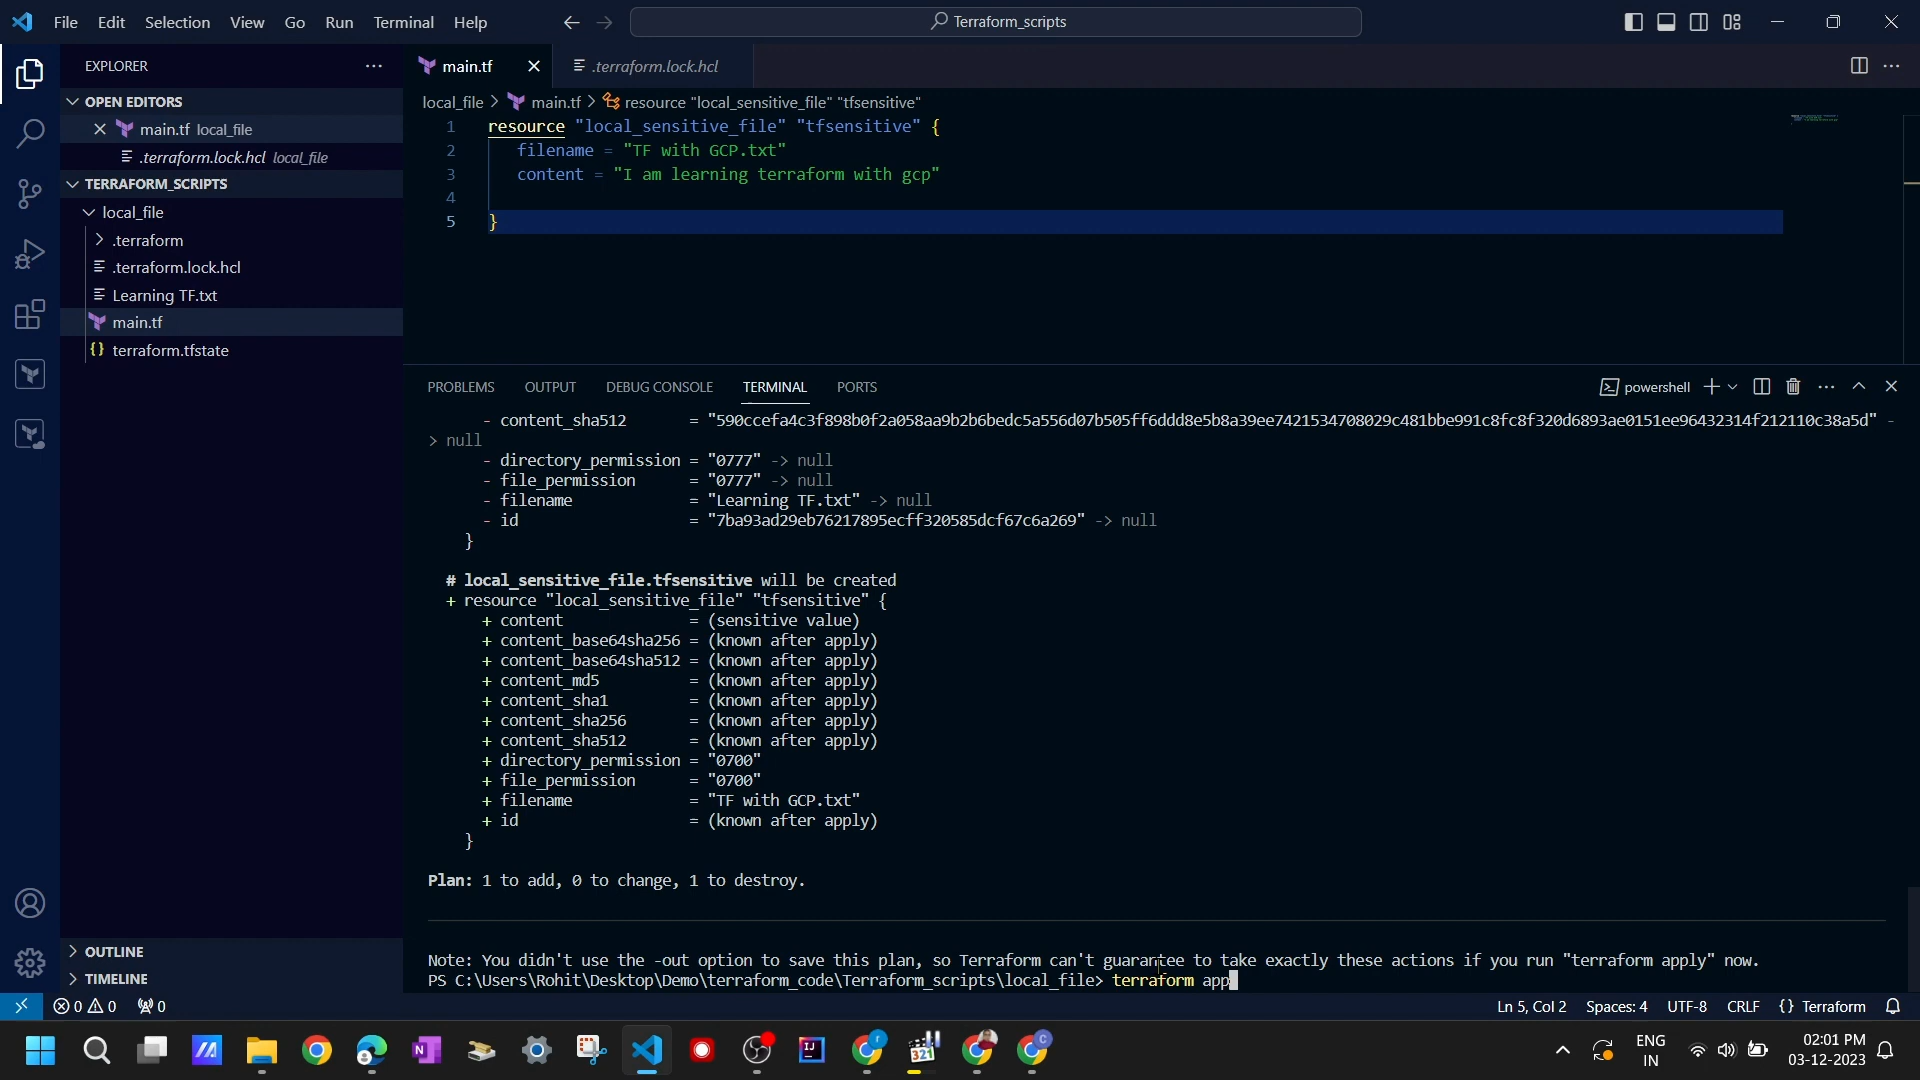 File Edit Selection View Go Run Terminal Help
Terraform_scripts
EXPLORER
OPEN EDITORS
main.tf local_file
.terraform.lock.hcl local_file
TERRAFORM_SCRIPTS
local_file
.terraform
.terraform.lock.hcl
Learning TF.txt
main.tf
terraform.tfstate
OUTLINE
TIMELINE
main.tf
.terraform.lock.hcl
local_file > main.tf > resource "local_sensitive_file" "tfsensitive"
1 resource "local_sensitive_file" "tfsensitive" {
2 filename = "TF with GCP.txt"
3 content = "I am learning terraform with gcp"
4
5 }
PROBLEMS OUTPUT DEBUG CONSOLE TERMINAL PORTS
powershell
- content_sha512 = "590ccefa4c3f898b0f2a058aa9b2b6bedc5a556d07b505ff6ddd8e5b8a39ee7421534708029c481bbe991c8fc8f320d6893ae0151ee96432314f212110c38a5d" -
> null
- directory_permission = "0777" -> null
- file_permission = "0777" -> null
- filename = "Learning TF.txt" -> null
- id = "7ba93ad29eb76217895ecff320585dcf67c6a269" -> null
}
# local_sensitive_file.tfsensitive will be created
+ resource "local_sensitive_file" "tfsensitive" {
+ content = (sensitive value)
+ content_base64sha256 = (known after apply)
+ content_base64sha512 = (known after apply)
+ content_md5 = (known after apply)
+ content_sha1 = (known after apply)
+ content_sha256 = (known after apply)
+ content_sha512 = (known after apply)
+ directory_permission = "0700"
+ file_permission = "0700"
+ filename = "TF with GCP.txt"
+ id = (known after apply)
}
Plan: 1 to add, 0 to change, 1 to destroy.
Note: You didn't use the -out option to save this plan, so Terraform can't guarantee to take exactly these actions if you run "terraform apply" now.
PS C:\Users\Rohit\Desktop\Demo\terraform_code\Terraform_scripts\local_file> terraform app
0 0 0
Ln 5, Col 2 Spaces: 4 UTF-8 CRLF {} Terraform
ENG
IN
02:01 PM
03-12-2023